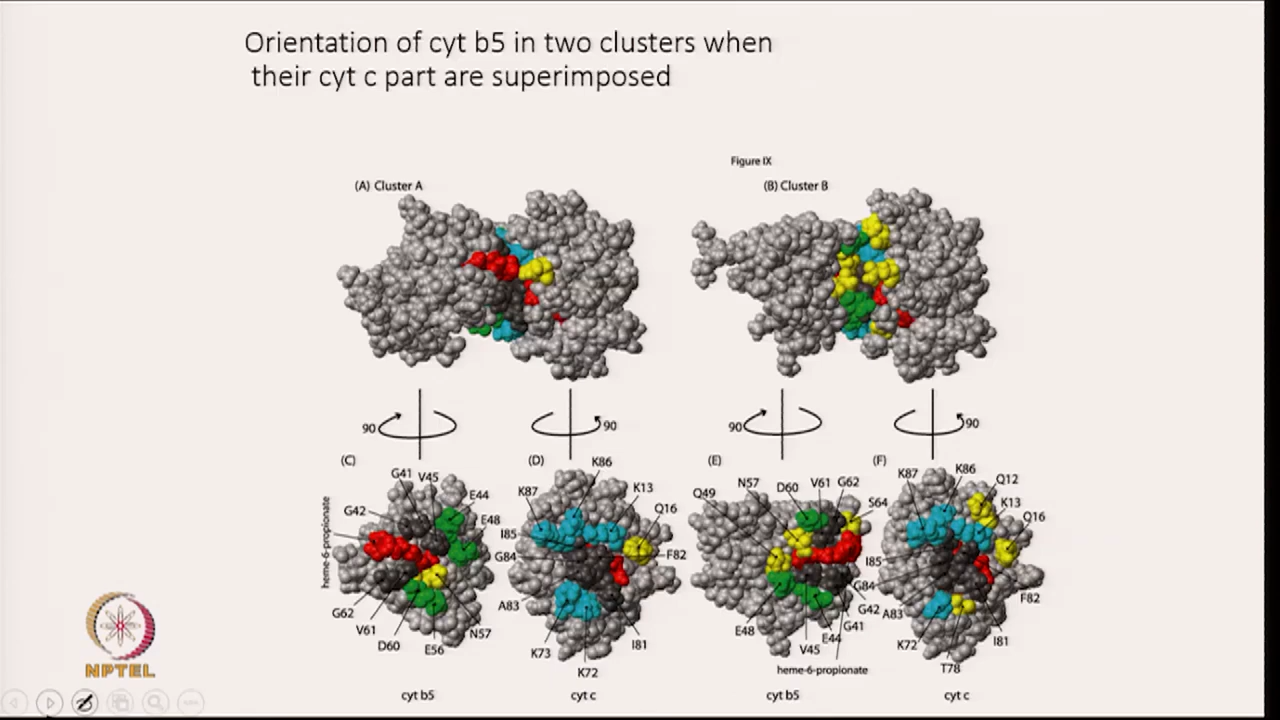 Orientation of cyt b5 in two clusters when
their cyt c part are superimposed
Figure IX
(A) Cluster A
(B) Cluster B
90
90
90
90
(C)
G41
V45
E44
E48
G42
heme-6-propionate
G62
V61
D60
E56
N57
cyt b5
(D)
K86
K87
K13
Q16
I85
G84
F82
A83
K73
K72
I81
cyt c
(E)
Q49
N57
D60
V61
G62
S64
E48
V45
E44
G41
G42
heme-6-propionate
cyt b5
(F)
K87
K86
Q12
K13
Q16
I85
G84
F82
A83
K72
T78
I81
cyt c
NPTEL